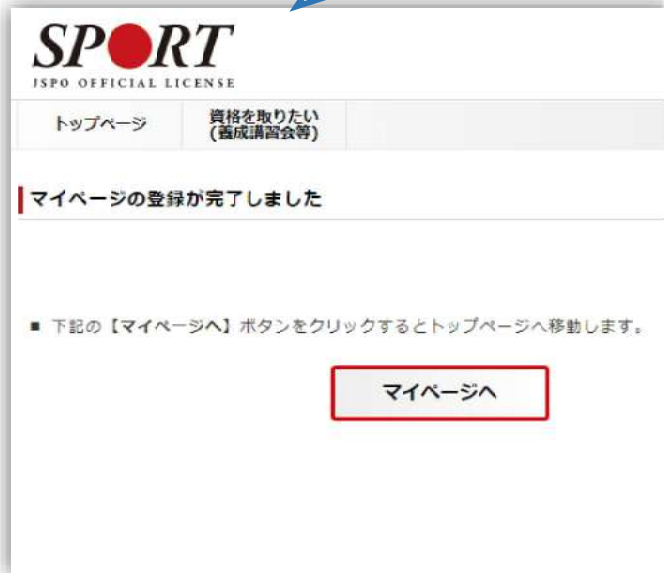 SPORT
JSPO OFFICIAL LICENSE
トップページ
資格を取りたい
(養成講習会等)
マイページの登録が完了しました
■ 下記の【マイページへ】ボタンをクリックするとトップページへ移動します。
マイページへ